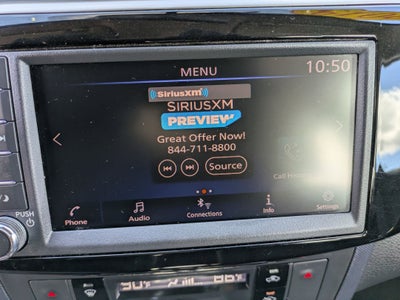 MENU 10:50
SiriusXM
SIRIUSXM
PREVIEW
Great Offer Now!
844-711-8800
Source
Phone Audio Connections Info Settings
PUSH